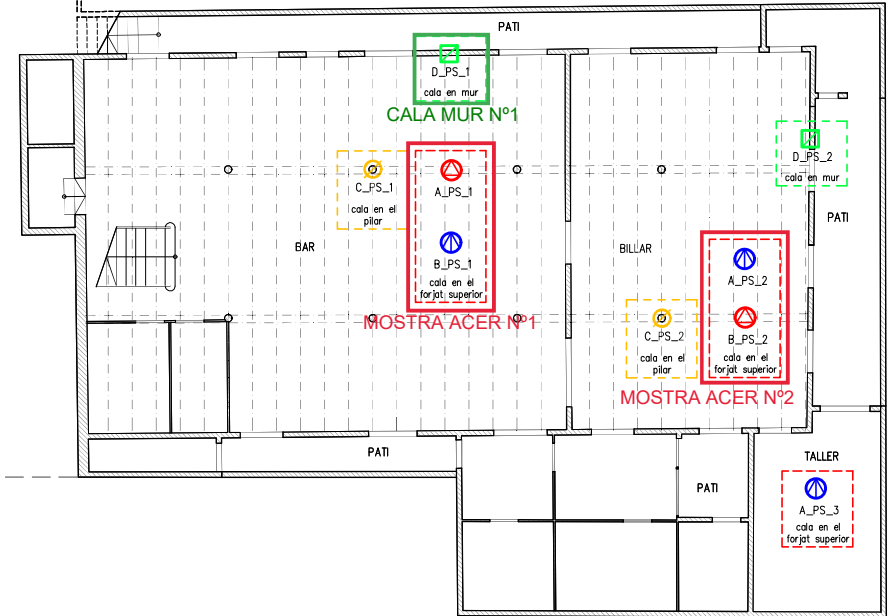 PATI
D_PS_1
cala en mur
CALA MUR Nº1
C_PS_1
cala en el
pilar
A_PS_1
B_PS_1
cala en el
forjat superior
MOSTRA ACER Nº1
BAR
BILLAR
D_PS_2
cala en mur
PATI
A_PS_2
B_PS_2
cala en el
forjat superior
MOSTRA ACER Nº2
C_PS_2
cala en el
pilar
PATI
PATI
TALLER
A_PS_3
cala en el
forjat superior